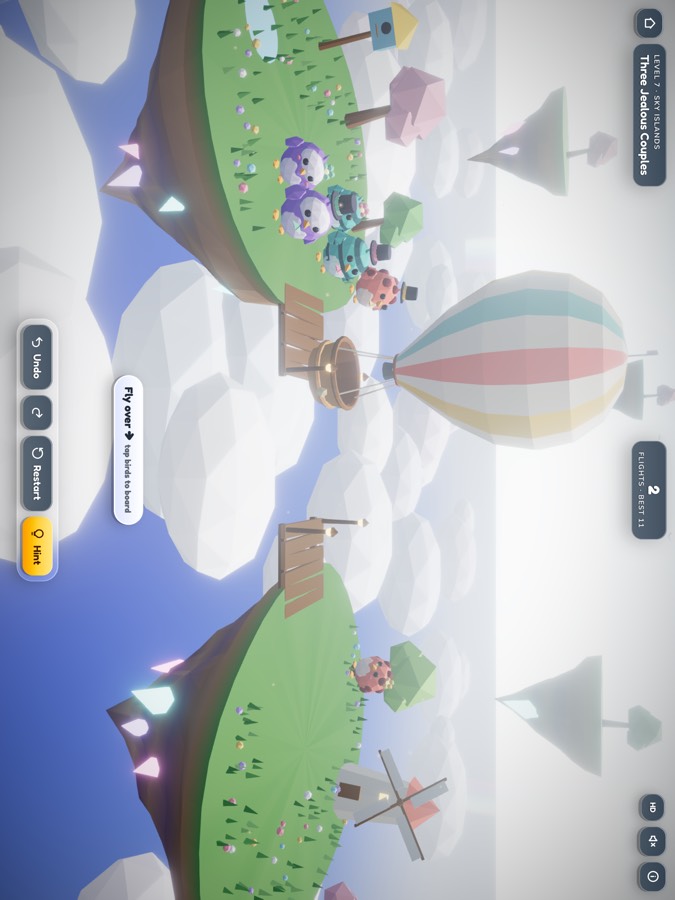 LEVEL 7 · SKY ISLANDS
Three Jealous Couples
2
FLIGHTS · BEST 11
HD
Fly over → tap birds to board
Undo
Restart
Hint